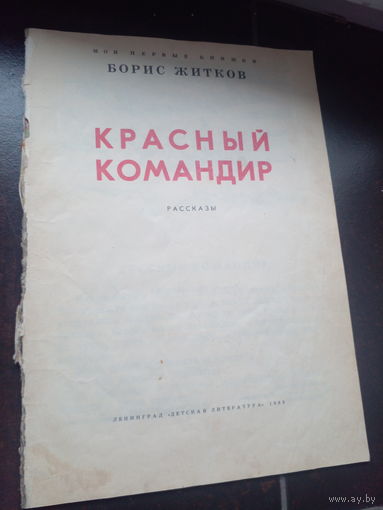 МОИ ПЕРВЫЕ КНИЖКИ
БОРИС ЖИТКОВ
КРАСНЫЙ
КОМАНДИР
РАССКАЗЫ
ЛЕНИНГРАД «ДЕТСКАЯ ЛИТЕРАТУРА»
www.ay.by